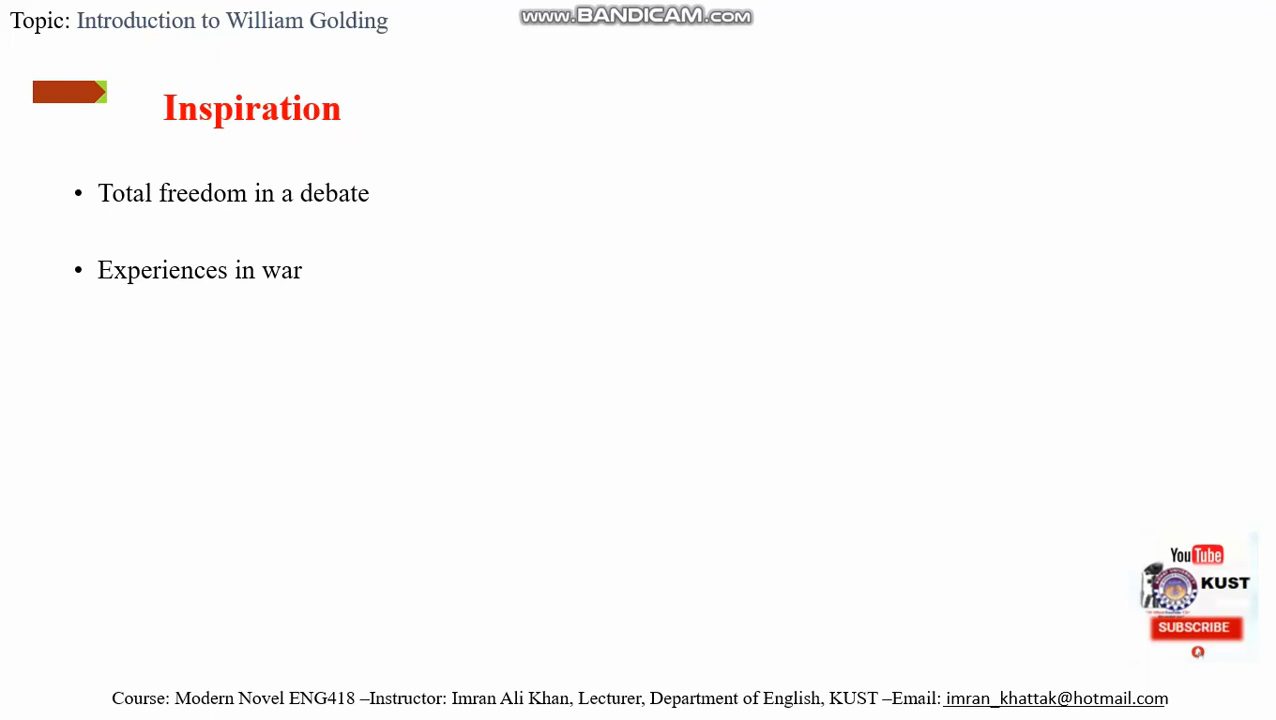 Topic: Introduction to William Golding
www.BANDICAM.com
Inspiration
• Total freedom in a debate
• Experiences in war
YouTube
KUST
SUBSCRIBE
Course: Modern Novel ENG418 –Instructor: Imran Ali Khan, Lecturer, Department of English, KUST –Email: imran_khattak@hotmail.com